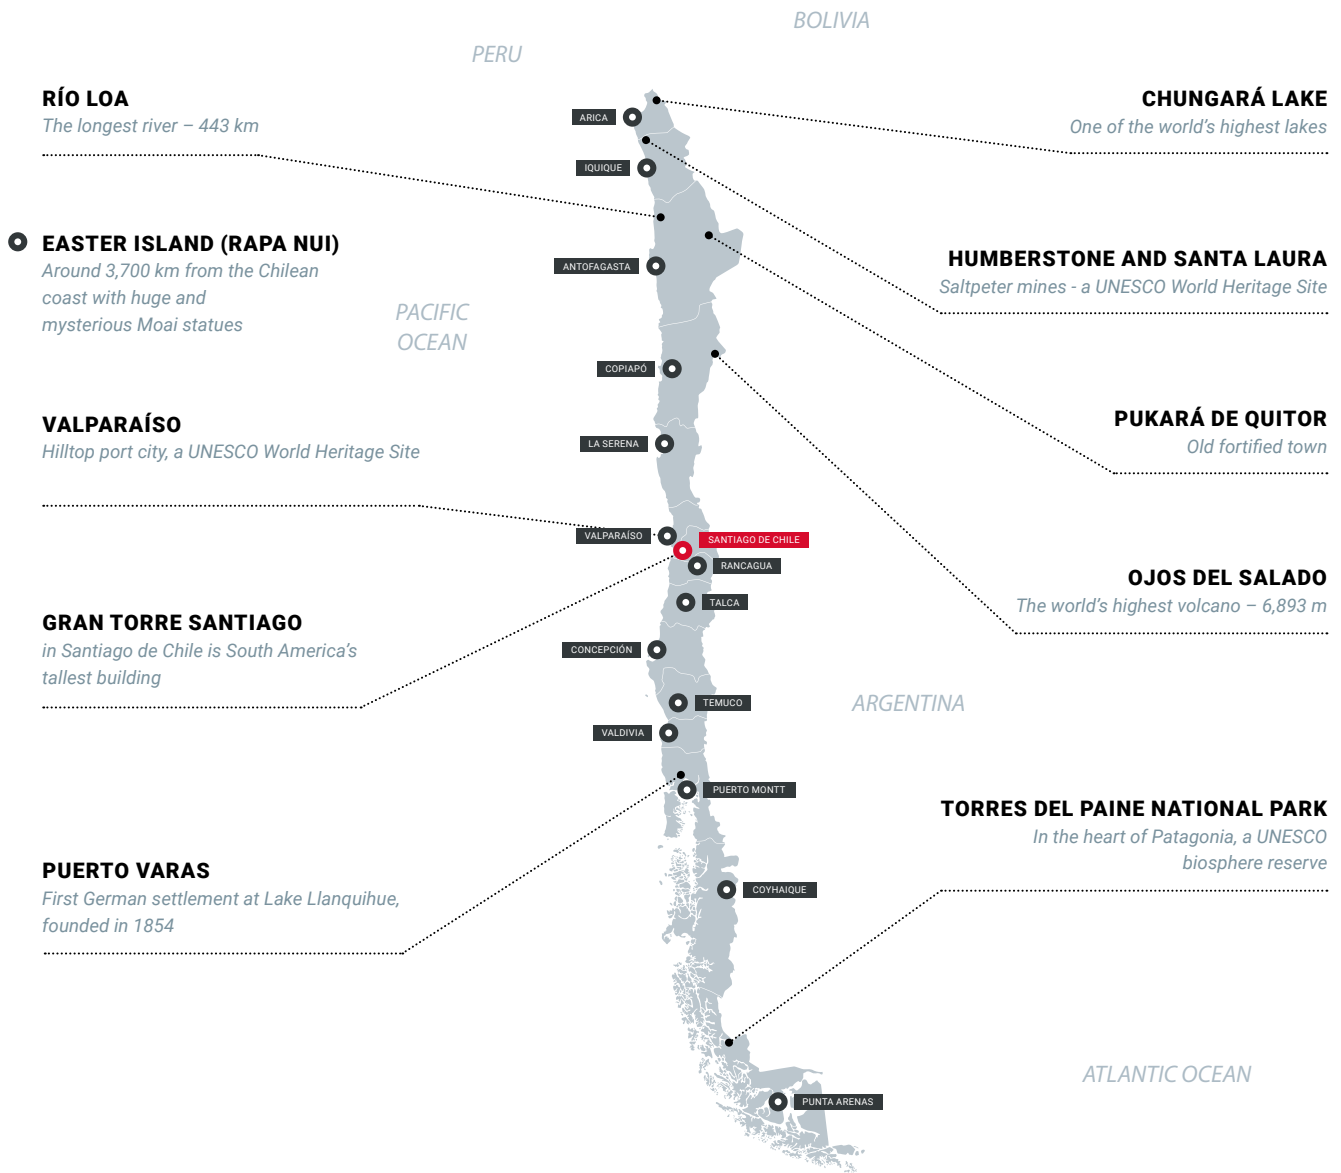 BOLIVIA
PERU
RÍO LOA
The longest river – 443 km
CHUNGARÁ LAKE
One of the world's highest lakes
ARICA
IQUIQUE
EASTER ISLAND (RAPA NUI)
Around 3,700 km from the Chilean
coast with huge and
mysterious Moai statues
ANTOFAGASTA
HUMBERSTONE AND SANTA LAURA
Saltpeter mines - a UNESCO World Heritage Site
PACIFIC
OCEAN
COPIAPÓ
VALPARAÍSO
Hilltop port city, a UNESCO World Heritage Site
LA SERENA
PUKARÁ DE QUITOR
Old fortified town
VALPARAÍSO
SANTIAGO DE CHILE
RANCAGUA
OJOS DEL SALADO
The world's highest volcano – 6,893 m
TALCA
GRAN TORRE SANTIAGO
in Santiago de Chile is South America's
tallest building
CONCEPCIÓN
TEMUCO
ARGENTINA
VALDIVIA
PUERTO MONTT
TORRES DEL PAINE NATIONAL PARK
In the heart of Patagonia, a UNESCO
biosphere reserve
PUERTO VARAS
First German settlement at Lake Llanquihue,
founded in 1854
COYHAIQUE
ATLANTIC OCEAN
PUNTA ARENAS